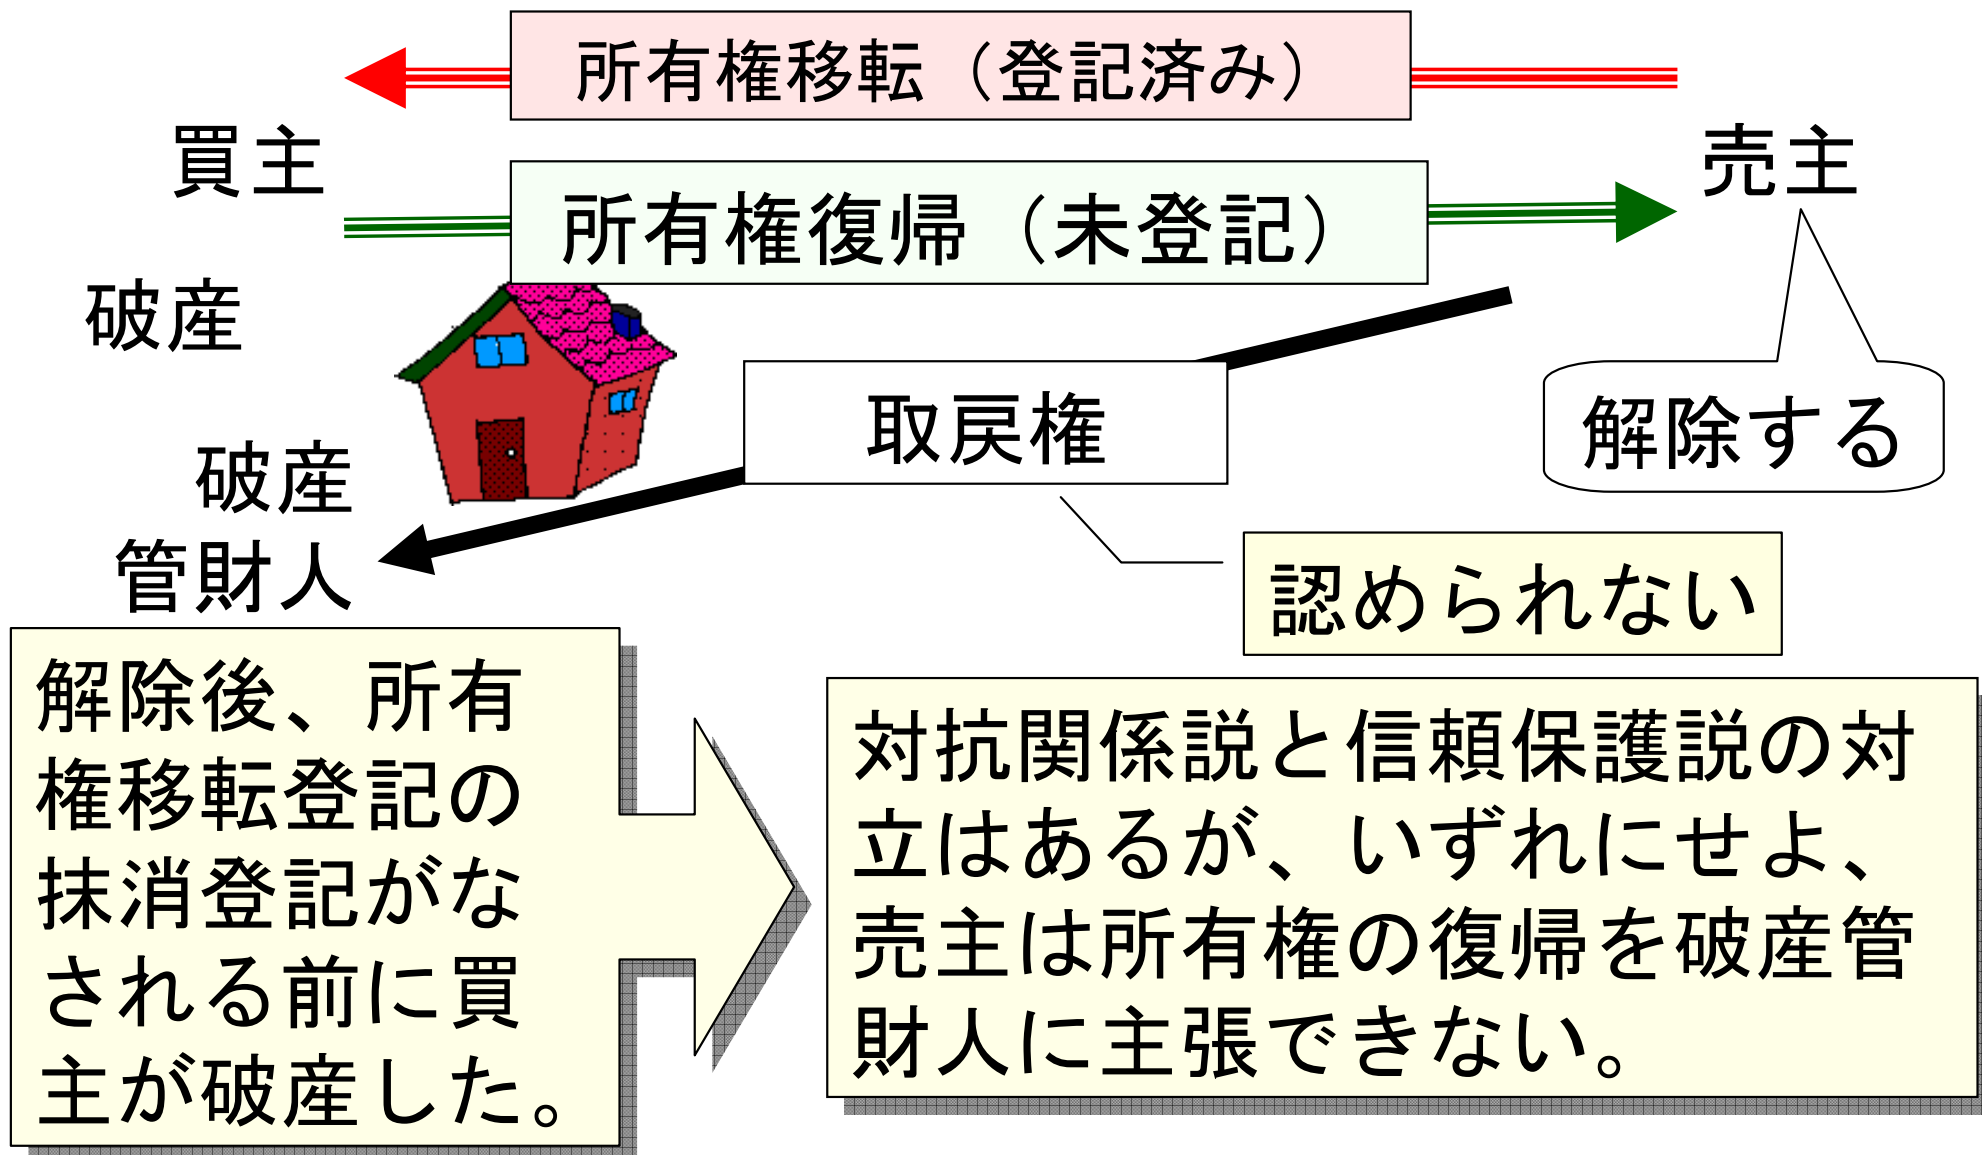 所有権移転（登記済み）
買主
売主
所有権復帰（未登記）
破産
取戻権
解除する
破産
管財人
認められない
解除後、所有
権移転登記の
抹消登記がな
される前に買
主が破産した。
対抗関係説と信頼保護説の対
立はあるが、いずれにせよ、
売主は所有権の復帰を破産管
財人に主張できない。